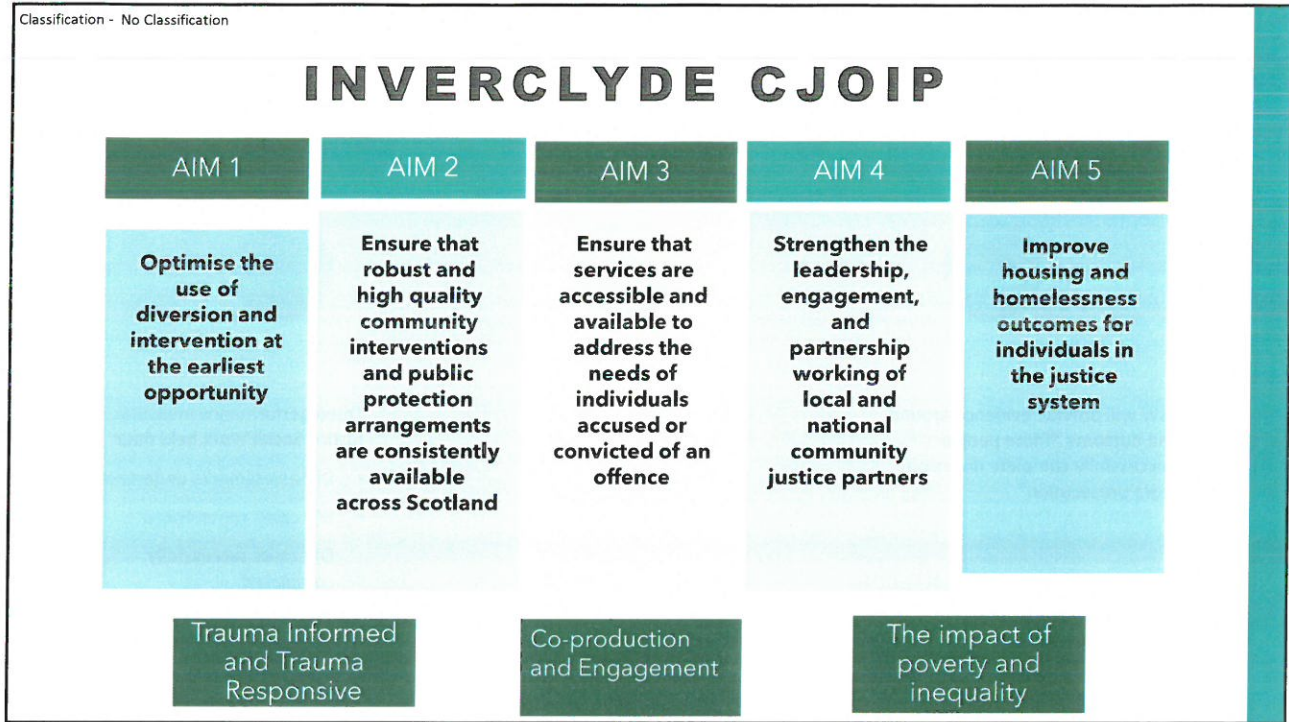 Classification - No Classification
INVERCLYDE CJOIP
AIM 1
Optimise the
use of
diversion and
intervention at
the earliest
opportunity
AIM 2
Ensure that
robust and
high quality
community
interventions
and public
protection
arrangements
are consistently
available
across Scotland
AIM 3
Ensure that
services are
accessible and
available to
address the
needs of
individuals
accused or
convicted of an
offence
AIM 4
Strengthen the
leadership,
engagement,
and
partnership
working of
local and
national
community
justice partners
AIM 5
Improve
housing and
homelessness
outcomes for
individuals in
the justice
system
Trauma Informed
and Trauma
Responsive
Co-production
and Engagement
The impact of
poverty and
inequality